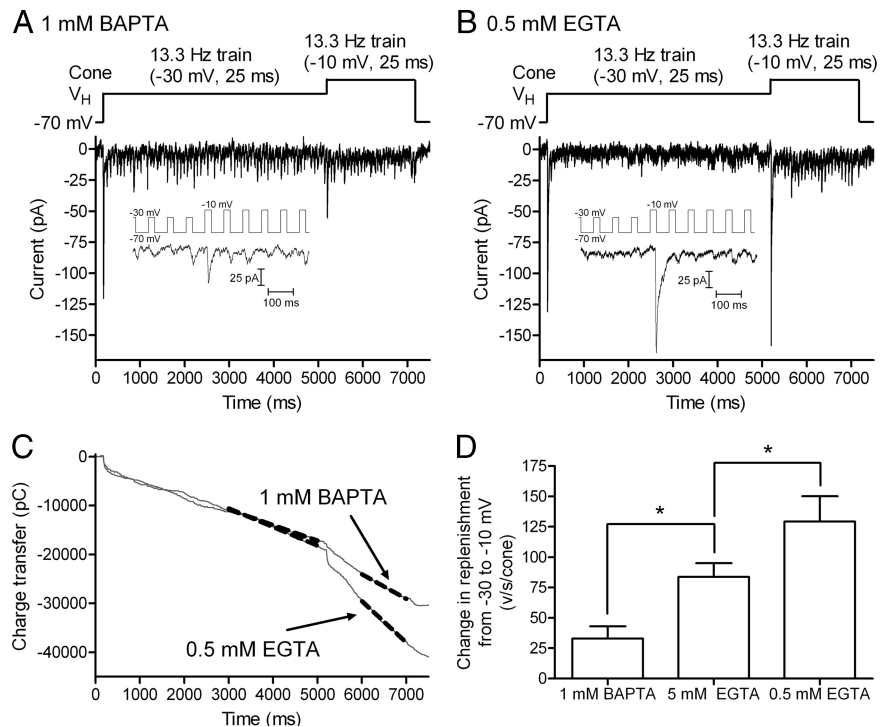 A 1 mM BAPTA
13.3 Hz train
(-30 mV, 25 ms)
13.3 Hz train
(-10 mV, 25 ms)
Cone
V_H
-70 mV
0
-25
-50
-75
-100
-125
-150
Current (pA)
-30 mV
-10 mV
-70 mV
25 pA
100 ms
0 1000 2000 3000 4000 5000 6000 7000
Time (ms)
B 0.5 mM EGTA
13.3 Hz train
(-30 mV, 25 ms)
13.3 Hz train
(-10 mV, 25 ms)
Cone
V_H
-70 mV
0
-25
-50
-75
-100
-125
-150
Current (pA)
-30 mV
-10 mV
-70 mV
25 pA
100 ms
0 1000 2000 3000 4000 5000 6000 7000
Time (ms)
C
0
-10000
-20000
-30000
-40000
Charge transfer (pC)
1 mM BAPTA
0.5 mM EGTA
0 1000 2000 3000 4000 5000 6000 7000
Time (ms)
D
Change in replenishment
from -30 to -10 mV
(v/s/cone)
175
150
125
100
75
50
25
0
*
*
1 mM BAPTA 5 mM EGTA 0.5 mM EGTA